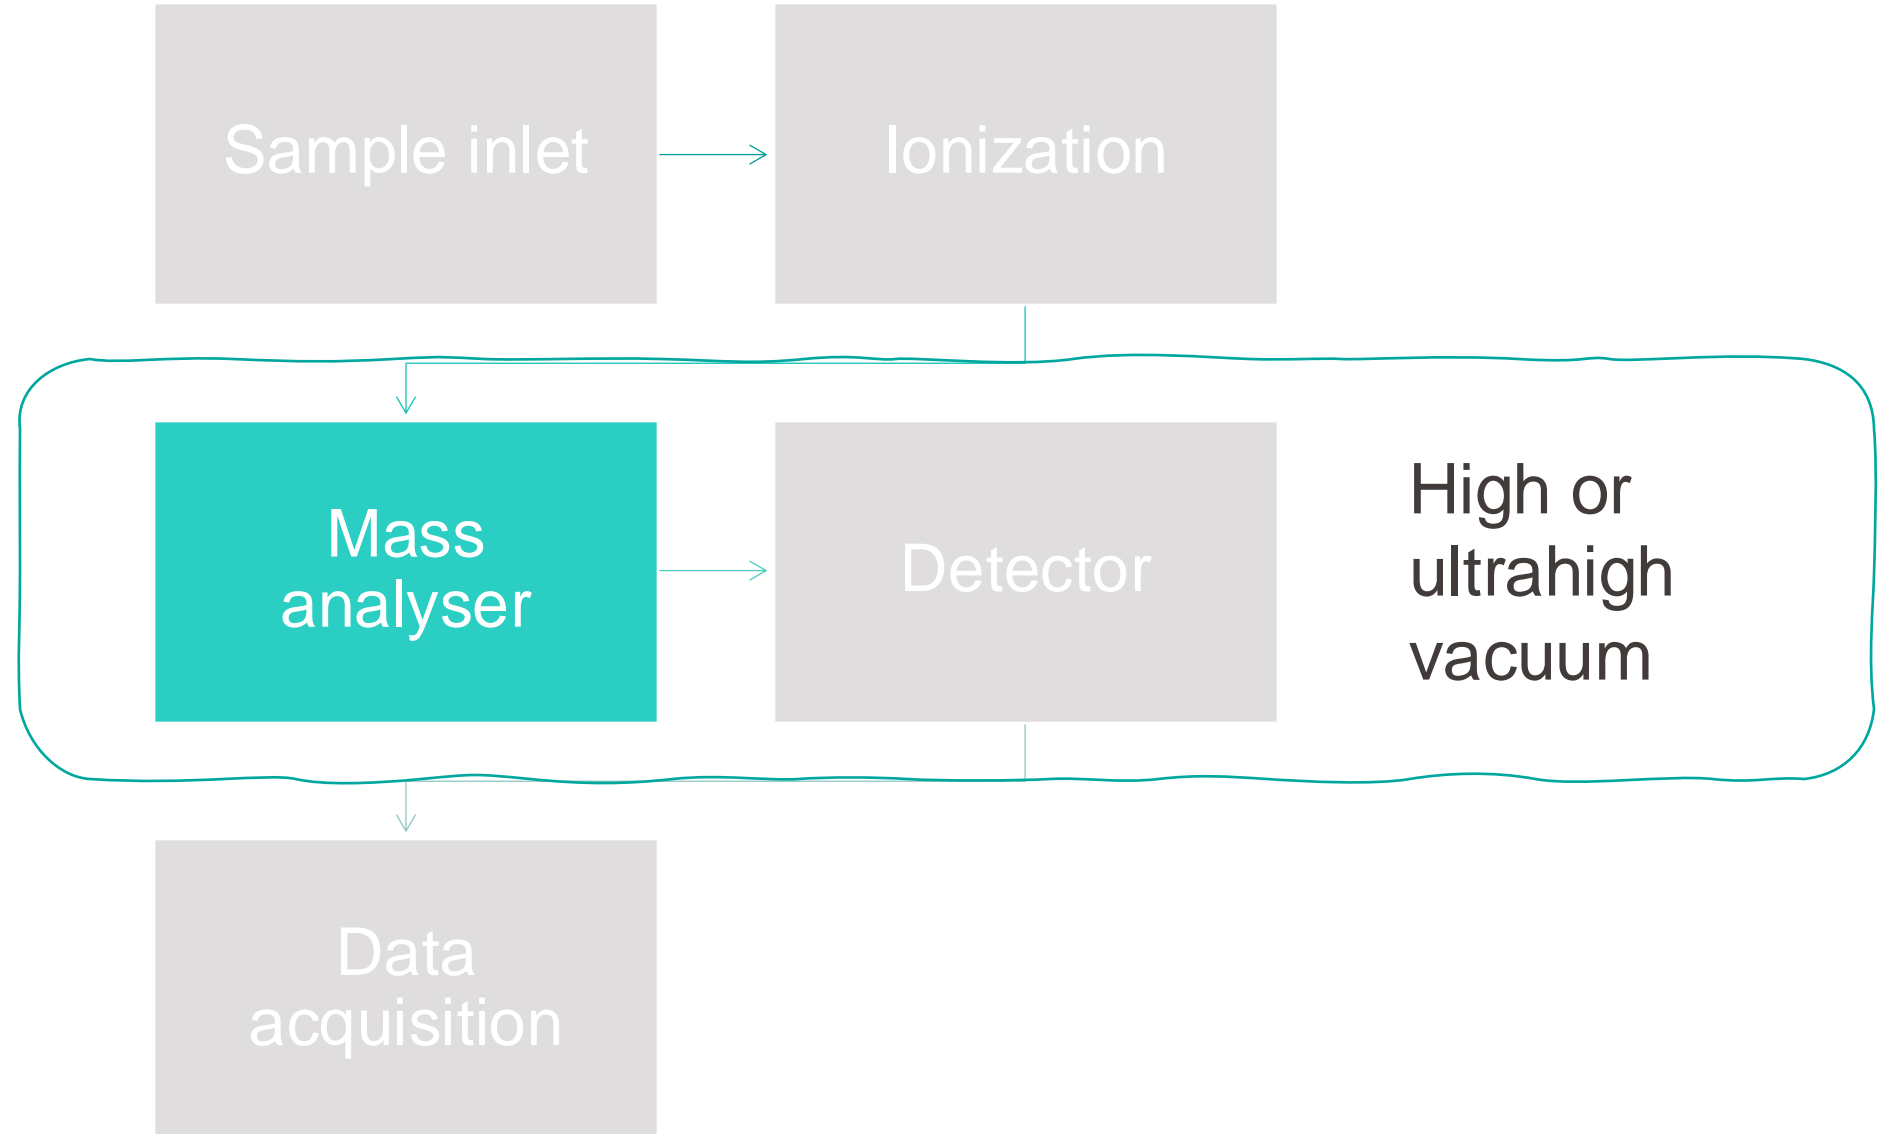 Sample inlet
Ionization
Mass
analyser
Detector
High or
ultrahigh
vacuum
Data
acquisition